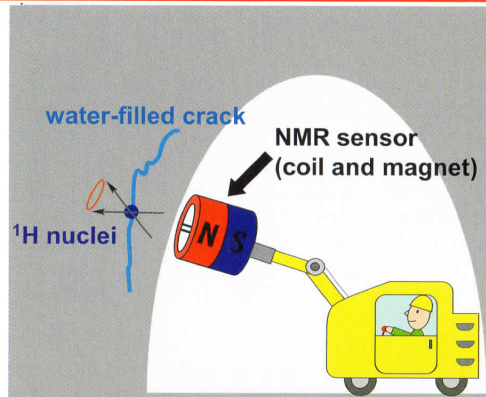 water-filled crack
NMR sensor
(coil and magnet)
¹H nuclei
N S